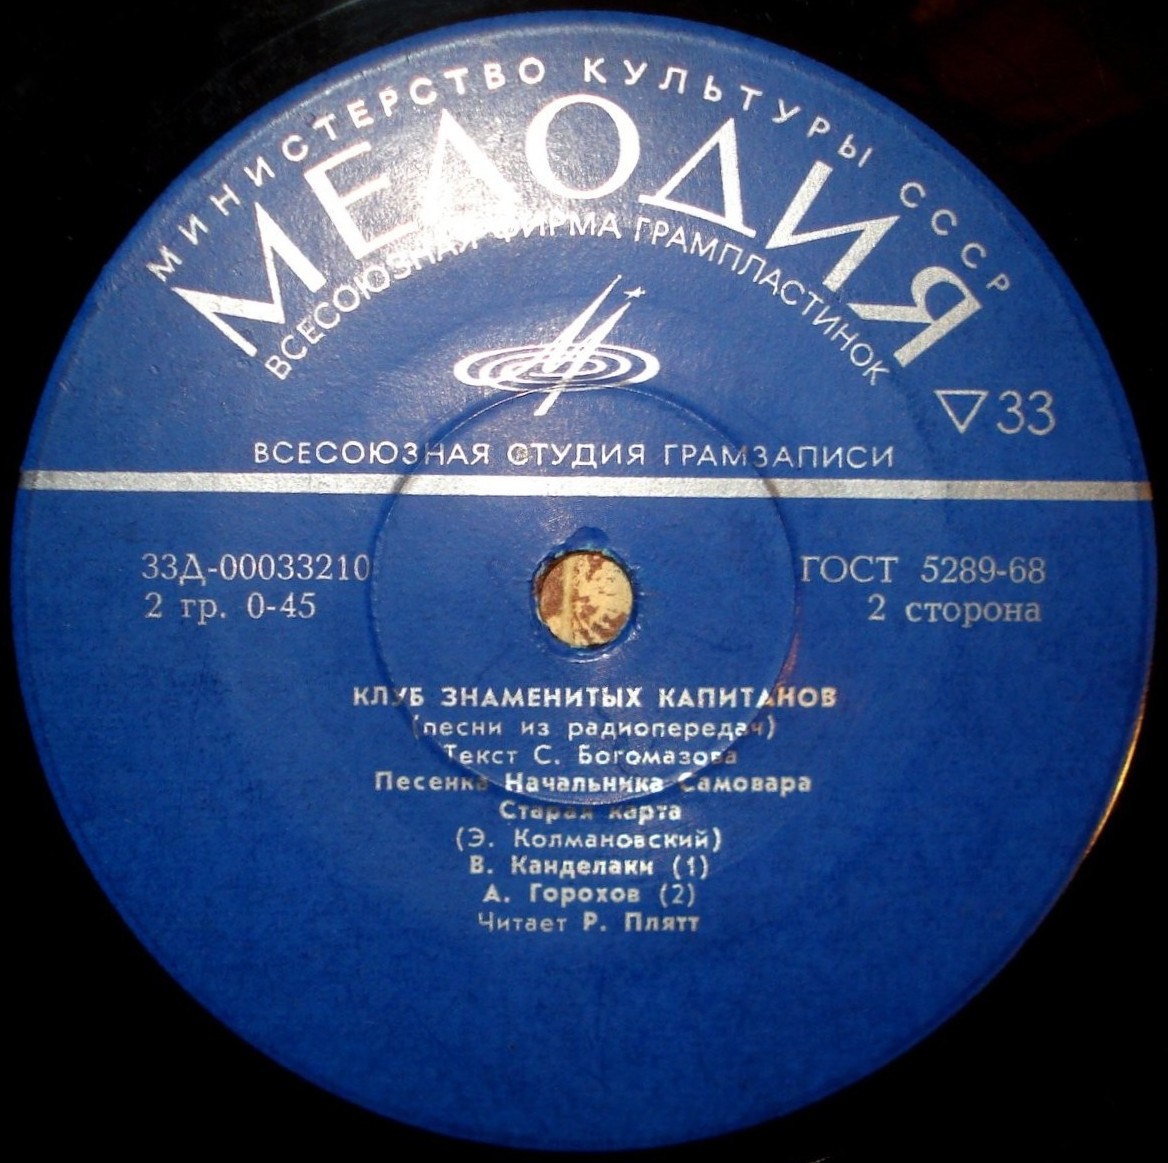 МИНИСТЕРСТВО КУЛЬТУРЫ СССР
МЕЛОДИЯ
ВСЕСОЮЗНАЯ ФИРМА ГРАМПЛАСТИНОК
33
ВСЕСОЮЗНАЯ СТУДИЯ ГРАМЗАПИСИ
33Д-00033210
2 гр. 0-45
ГОСТ 5289-68
2 сторона
КЛУБ ЗНАМЕНИТЫХ КАПИТАНОВ
(песни из радиопередач)
Текст С. Богомазова
Песенка Начальника Самовара
Старая карта
(Э. Колмановский)
В. Канделаки (1)
А. Горохов (2)
Читает Р. Плятт